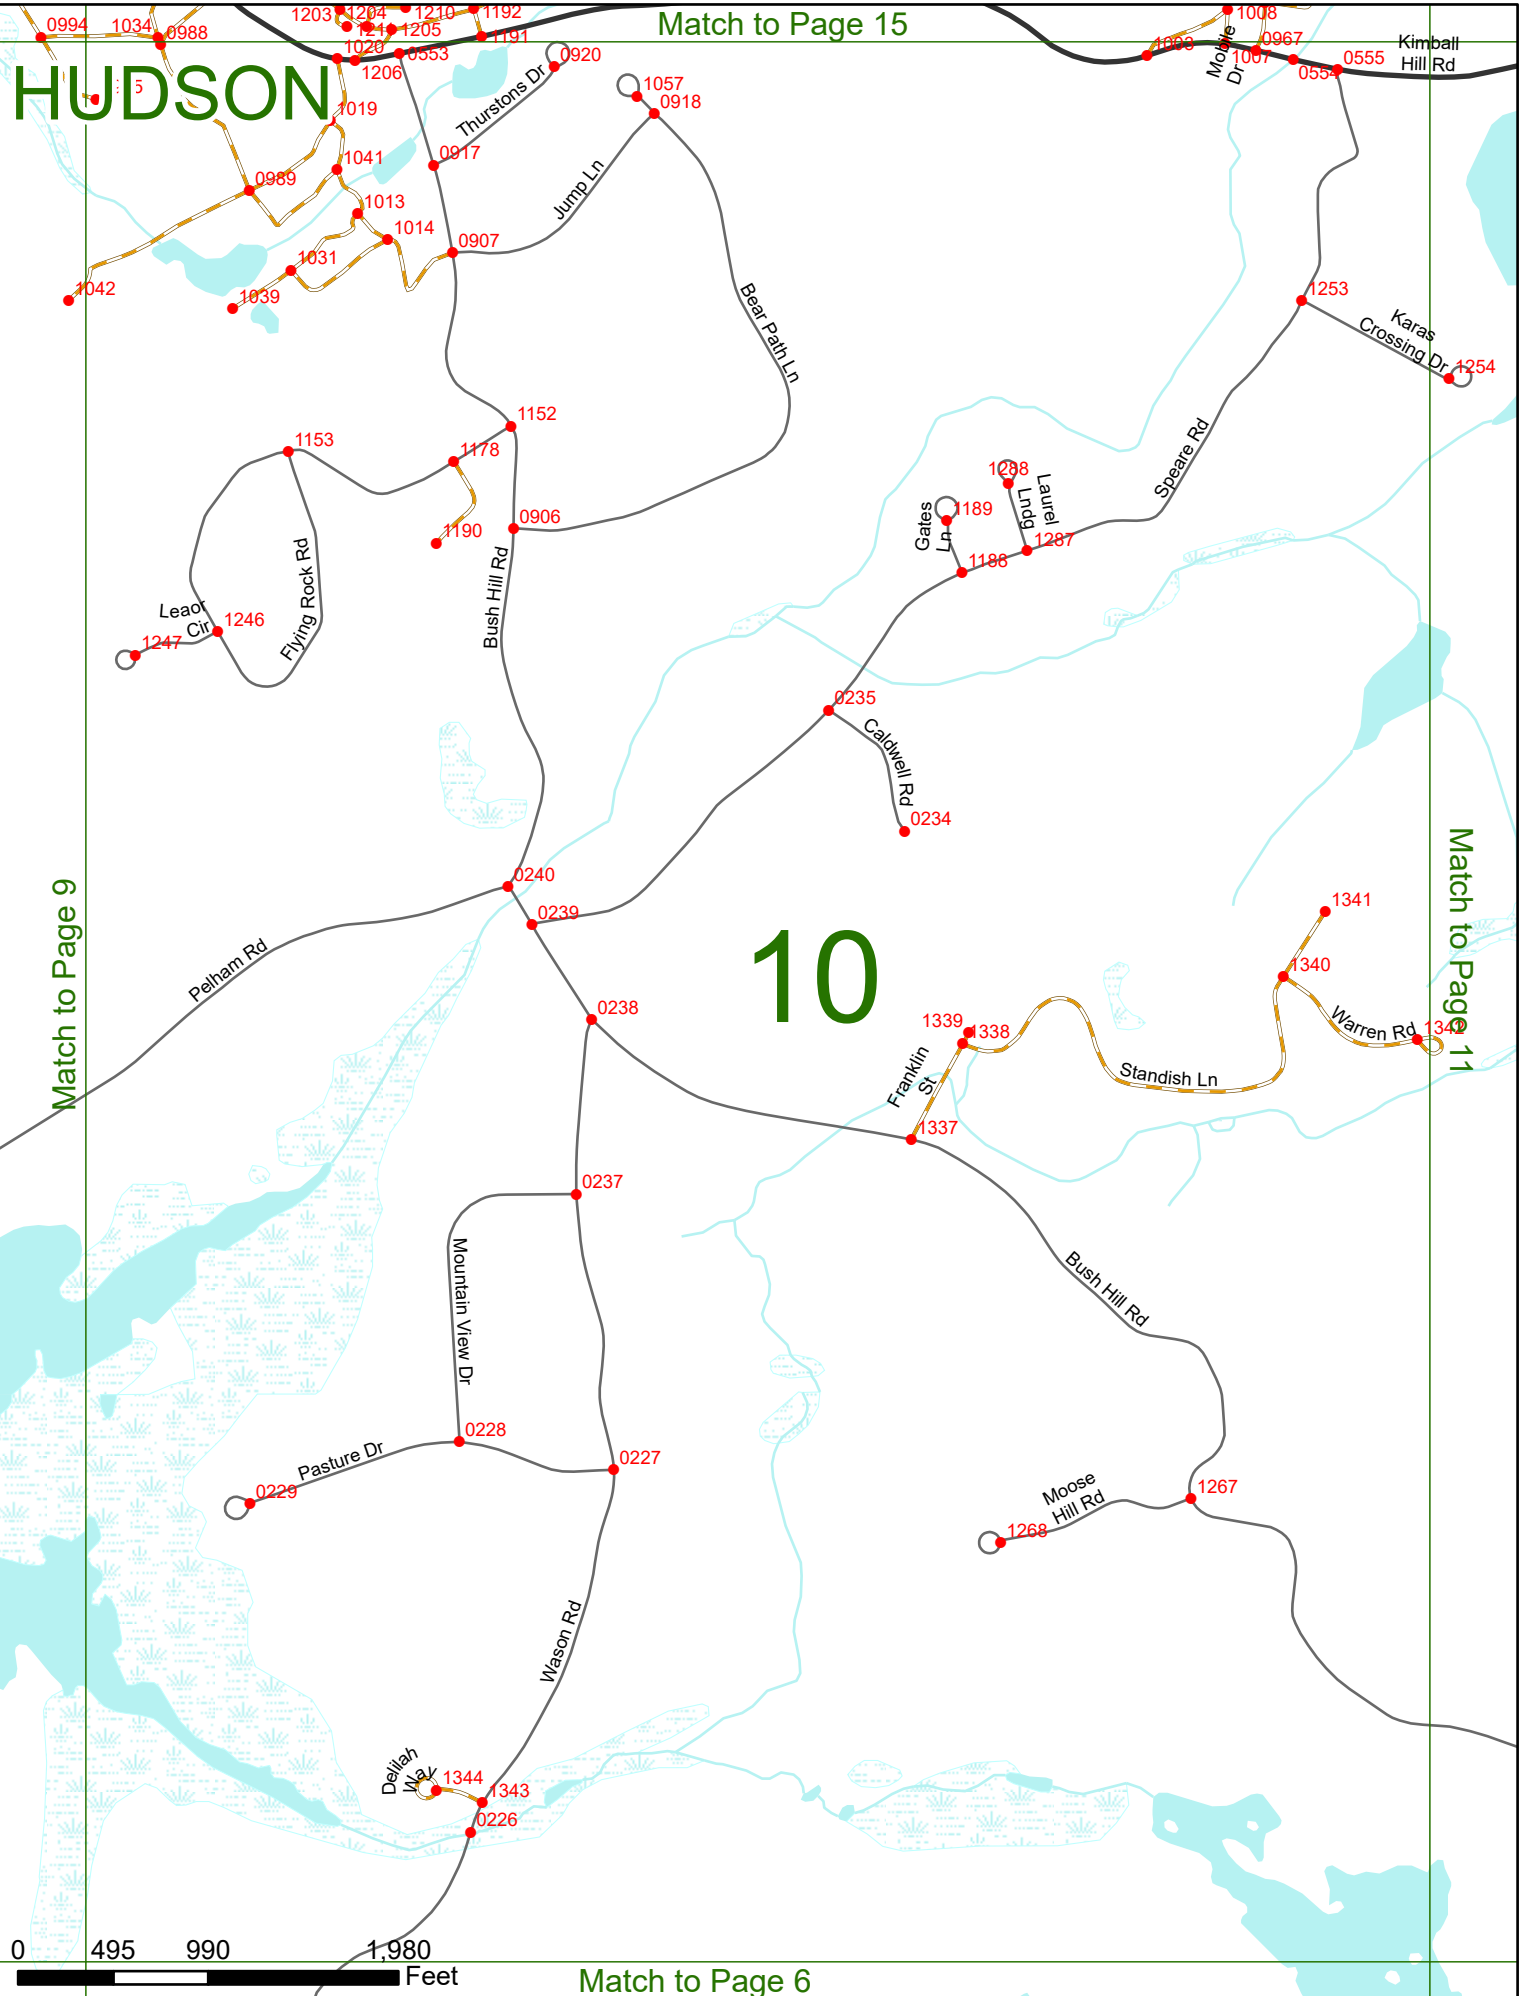 1203
1204
1210
1192
Match to Page 15
1008
0994
1034
0988
1205
1191
1003
Mobile
Dr
1007
0967
0554
0555
Kimball
Hill Rd
1020
1206
0553
0920
HUDSON
1019
Thurstons Dr
1057
0918
0917
1041
0989
Jump Ln
1013
1014
0907
1031
1042
1039
1253
Bear Path Ln
Karas
Crossing Dr
1254
1152
1153
1178
1288
Laurel
Lndg
Speare Rd
1189
Gates
Ln
0906
1190
1287
1188
Bush Hill Rd
Flying Rock Rd
Leaor
Cir
1246
1247
0235
Caldwell Rd
0234
Match to Page 9
0240
0239
Match to Page 11
1341
10
Pelham Rd
1340
0238
1339
1338
Warren Rd
1342
Franklin
St
Standish Ln
1337
0237
Mountain View Dr
Bush Hill Rd
0228
Pasture Dr
0227
0229
Moose
Hill Rd
1267
1268
Wason Rd
Delilah
Way
1344
1343
0226
0 495 990 1,980
Feet
Match to Page 6